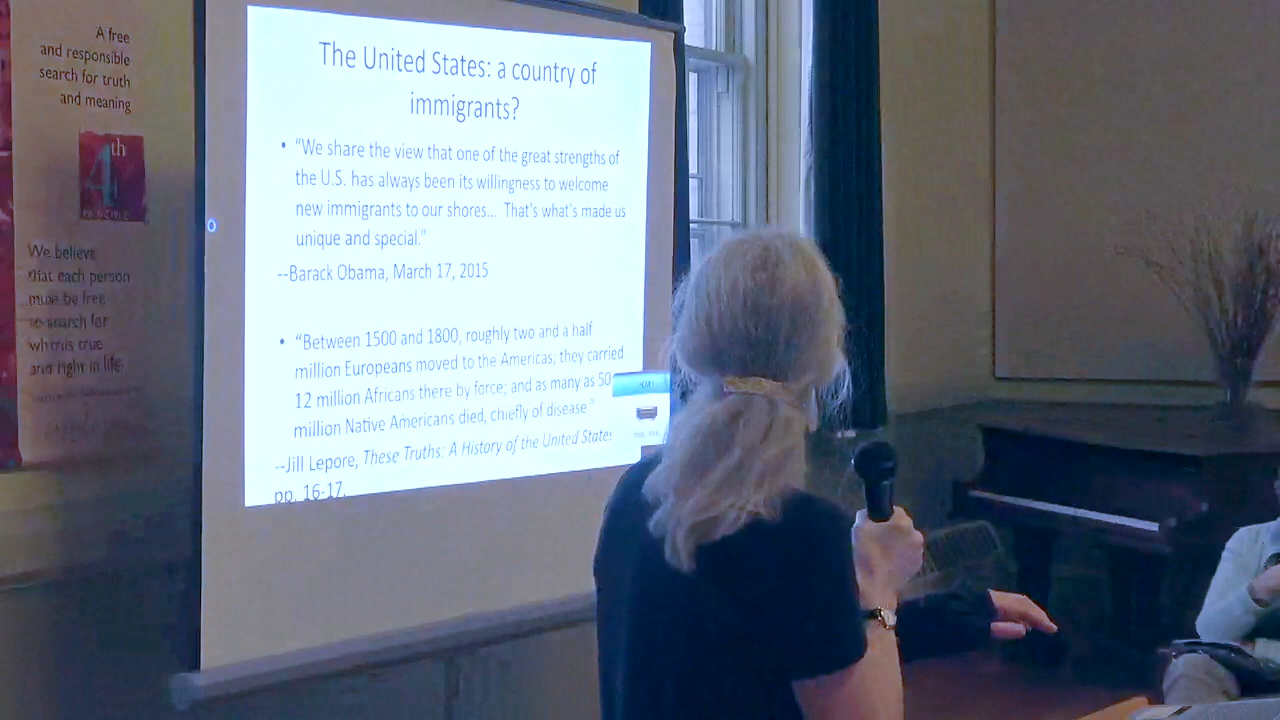 A free
and responsible
search for truth
and meaning
4th
PRINCIPLE
We believe
that each person
must be free
to search for
what is true
and right in life.
The United States: a country of
immigrants?
• “We share the view that one of the great strengths of
the U.S. has always been its willingness to welcome
new immigrants to our shores... That's what's made us
unique and special.”
--Barack Obama, March 17, 2015
• “Between 1500 and 1800, roughly two and a half
million Europeans moved to the Americas; they carried
12 million Africans there by force; and as many as 50
million Native Americans died, chiefly of disease.”
--Jill Lepore, These Truths: A History of the United States
pp. 16-17.